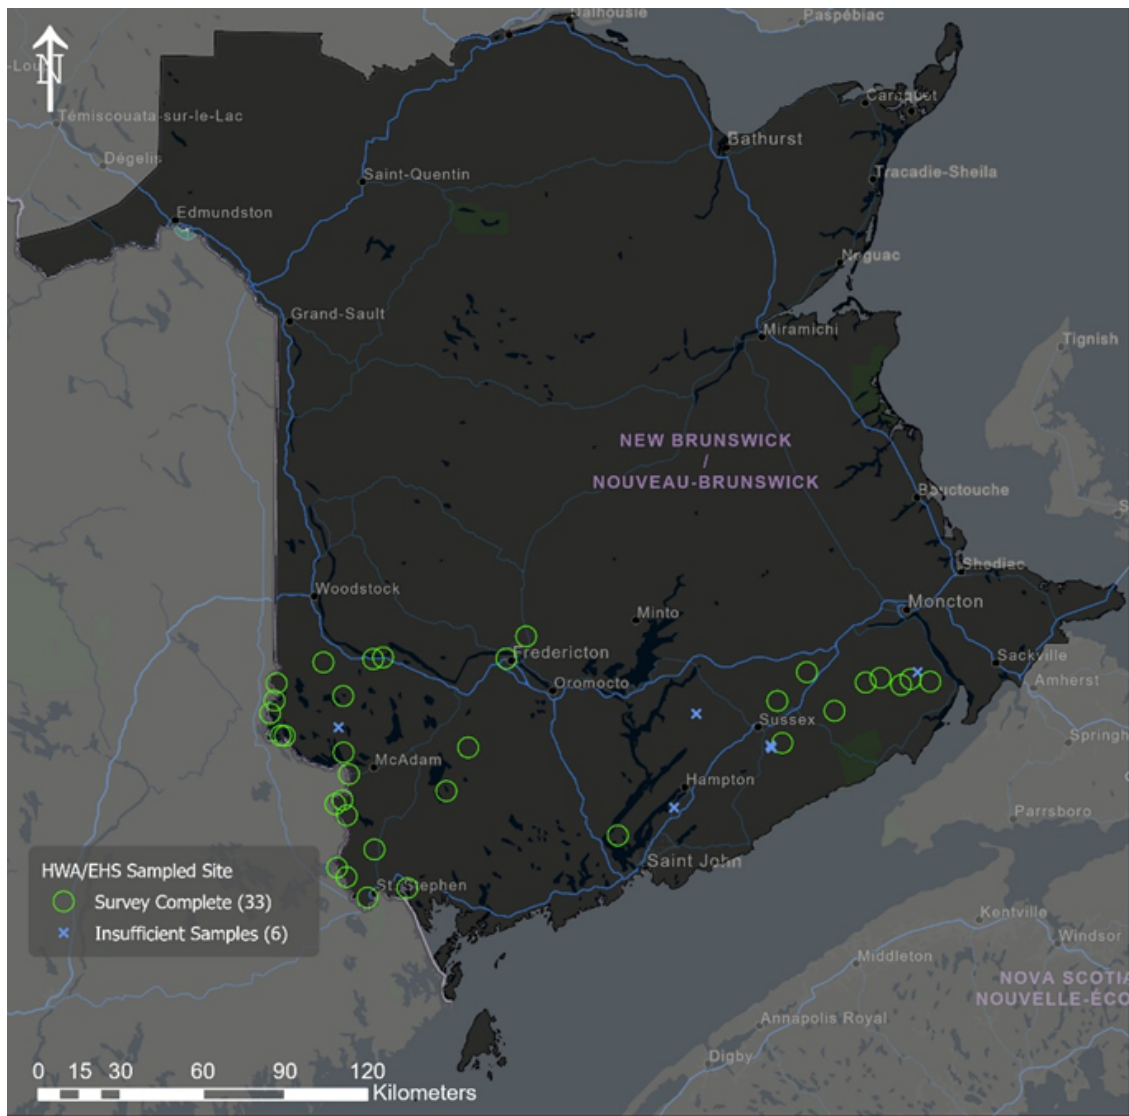 Dalhousie
Paspébiac
N
Caraquet
Témiscouata-sur-le-Lac
Bathurst
Dégelis
Saint-Quentin
Tracadie-Sheila
Edmundston
Neguac
Grand-Sault
Miramichi
Tignish
NEW BRUNSWICK
/
NOUVEAU-BRUNSWICK
Bouctouche
Shediac
Woodstock
Moncton
Minto
Fredericton
Sackville
Oromocto
Amherst
Sussex
Springh
McAdam
Hampton
Parrsboro
Saint John
HWA/EHS Sampled Site
St. Stephen
Survey Complete (33)
Insufficient Samples (6)
Kentville
Windsor
Middleton
NOVA SCOTIA
NOUVELLE-ÉCO
Annapolis Royal
Digby
0 15 30 60 90 120
Kilometers